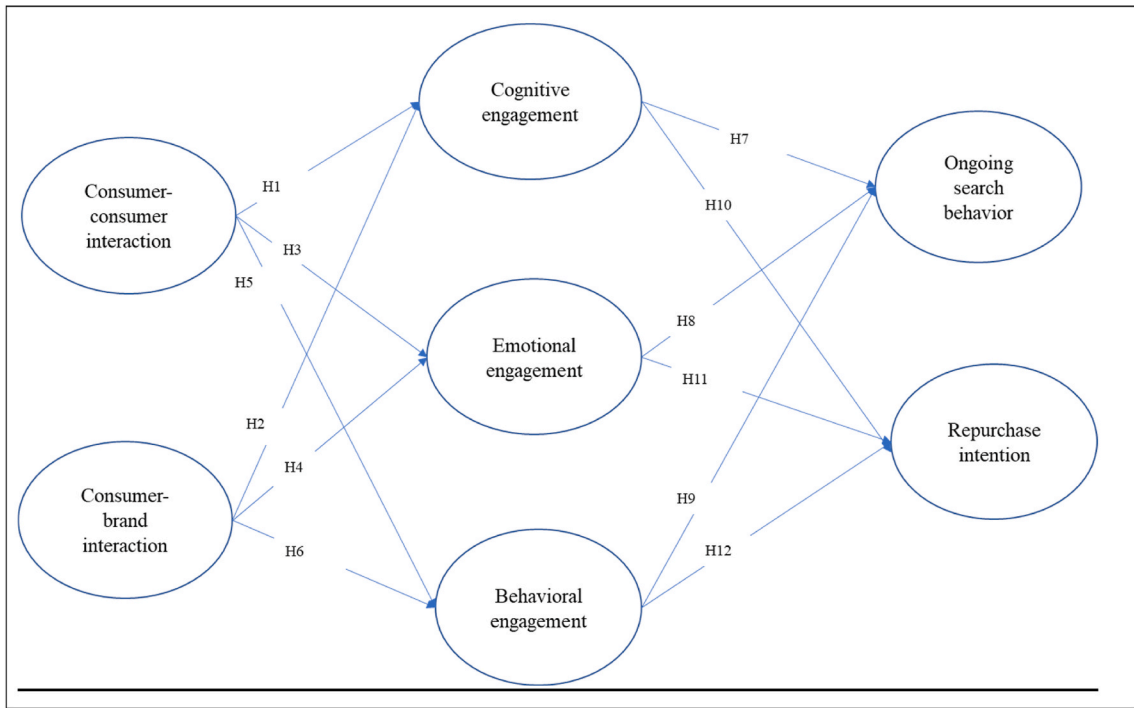 Cognitive
engagement
Consumer-
consumer
interaction
H1
H3
H5
H7
H10
Ongoing
search
behavior
Emotional
engagement
H8
H11
H2
H4
H6
Consumer-
brand
interaction
Repurchase
intention
H9
H12
Behavioral
engagement